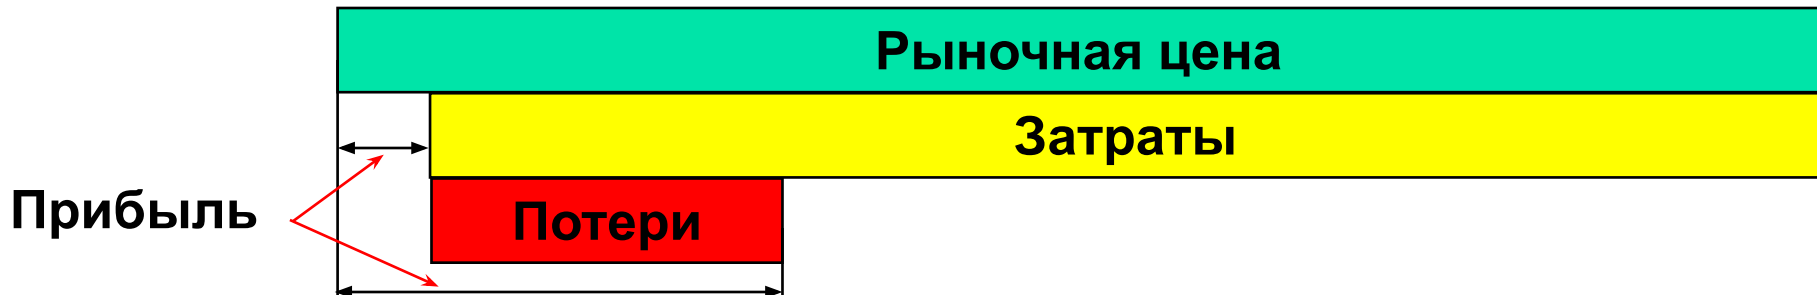 Рыночная цена
Затраты
Прибыль
Потери